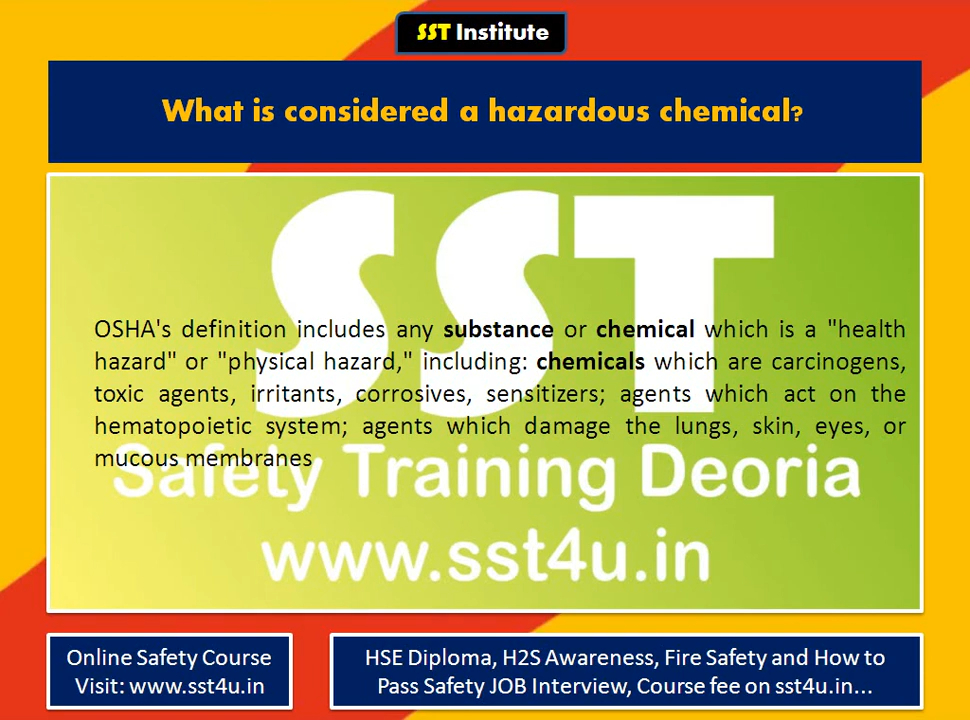 SST Institute
What is considered a hazardous chemical?
SST
OSHA's definition includes any substance or chemical which is a "health
hazard" or "physical hazard," including: chemicals which are carcinogens,
toxic agents, irritants, corrosives, sensitizers; agents which act on the
hematopoietic system; agents which damage the lungs, skin, eyes, or
mucous membranes
Safety Training Deoria
www.sst4u.in
Online Safety Course
Visit: www.sst4u.in
HSE Diploma, H2S Awareness, Fire Safety and How to
Pass Safety JOB Interview, Course fee on sst4u.in...